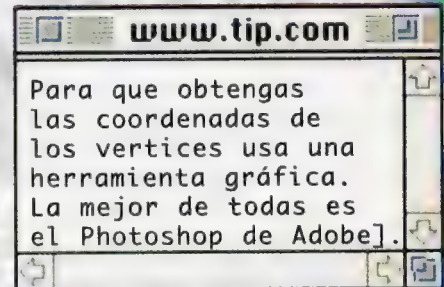 www.tip.com
Para que obtengas
las coordenadas de
los vertices usa una
herramienta gráfica.
La mejor de todas es
el Photoshop de Adobe].